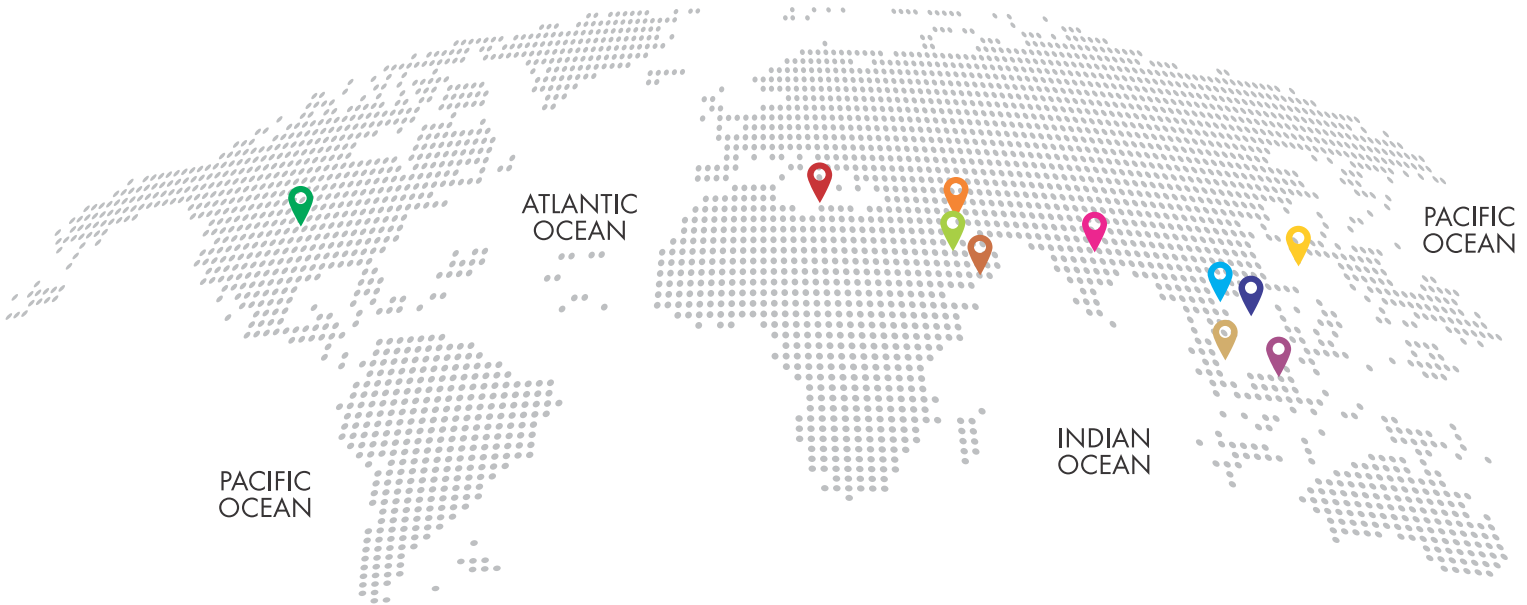 ATLANTIC
OCEAN
PACIFIC
OCEAN
INDIAN
OCEAN
PACIFIC
OCEAN